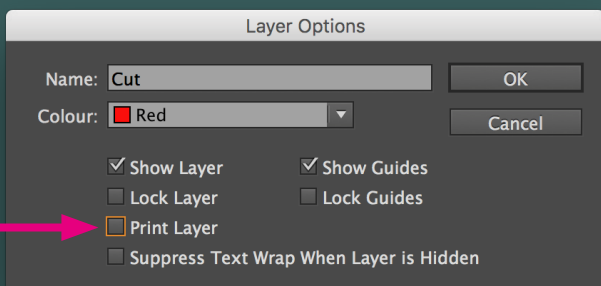 Layer Options
Name: Cut OK
Colour: Red Cancel
Show Layer Show Guides
Lock Layer Lock Guides
Print Layer
Suppress Text Wrap When Layer is Hidden